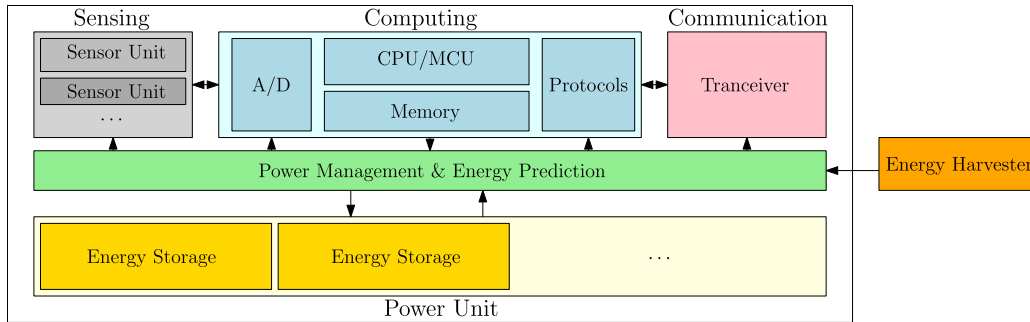 Sensing
Computing
Communication
Sensor Unit
Sensor Unit
. . .
A/D
CPU/MCU
Memory
Protocols
Tranceiver
Power Management & Energy Prediction
Energy Harvester
Energy Storage
Energy Storage
. . .
Power Unit